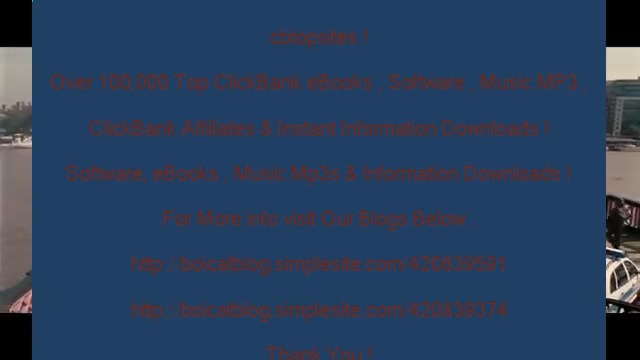 cbtopsites !
Over 100,000 Top ClickBank eBooks , Software , Music MP3 ,
ClickBank Affiliates & Instant Information Downloads !
Software, eBooks , Music Mp3s & Information Downloads !
For More info visit Our Blogs Below :
http://boicatblog.simplesite.com/420839591
http://boicatblog.simplesite.com/420839374
Thank You !